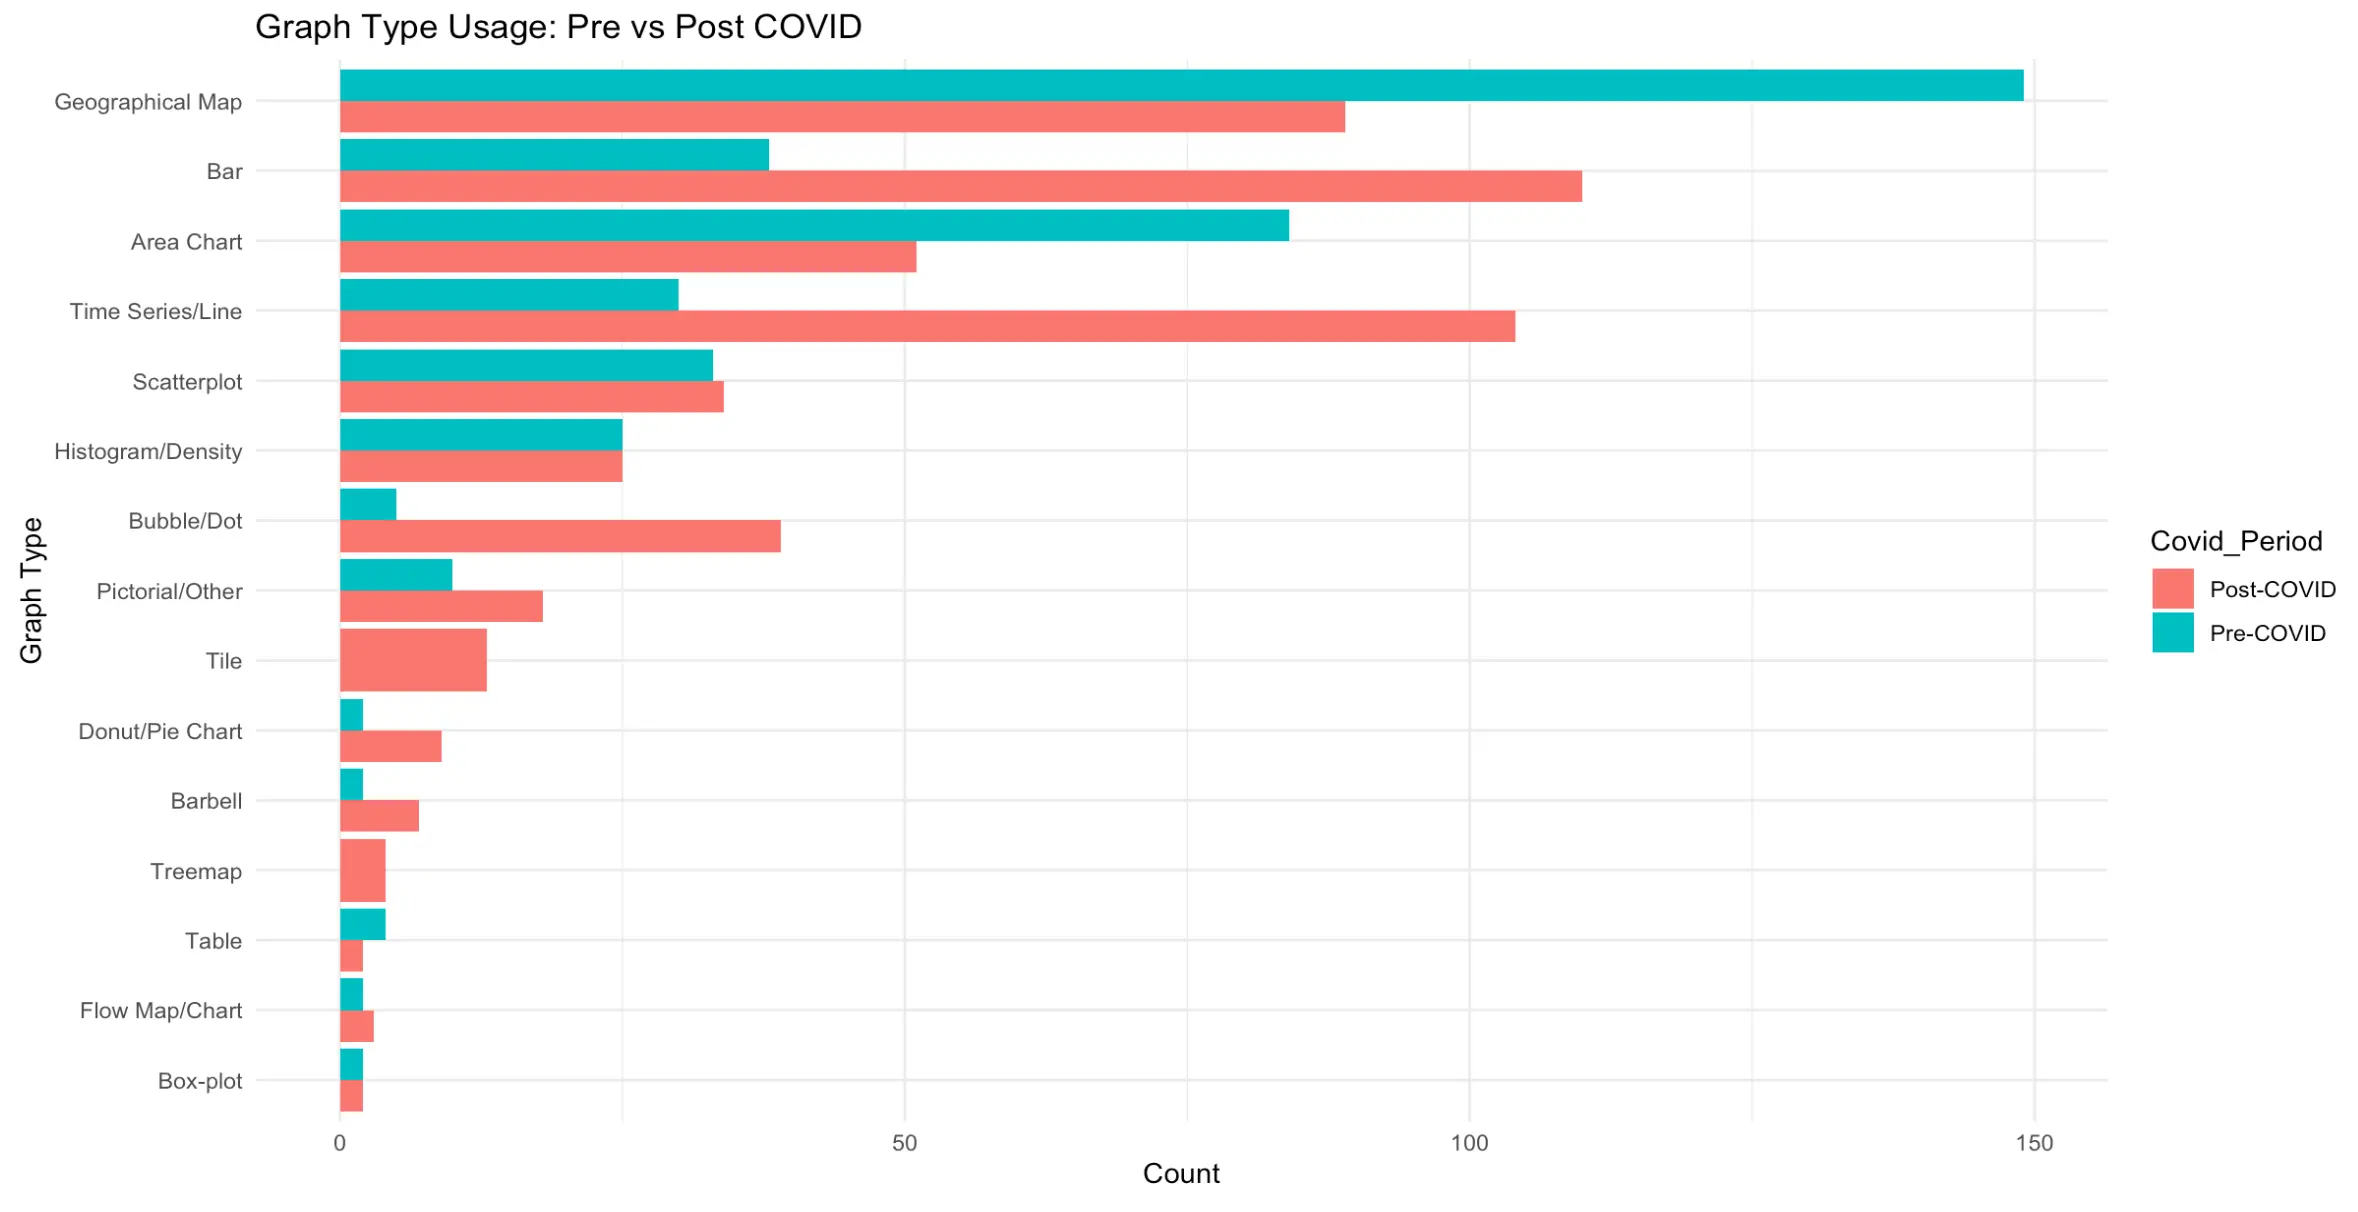 Graph Type Usage: Pre vs Post COVID
Geographical Map
Bar
Area Chart
Time Series/Line
Scatterplot
Histogram/Density
Bubble/Dot
Pictorial/Other
Tile
Donut/Pie Chart
Barbell
Treemap
Table
Flow Map/Chart
Box-plot
Graph Type
0 50 100 150
Count
Covid_Period
Post-COVID
Pre-COVID